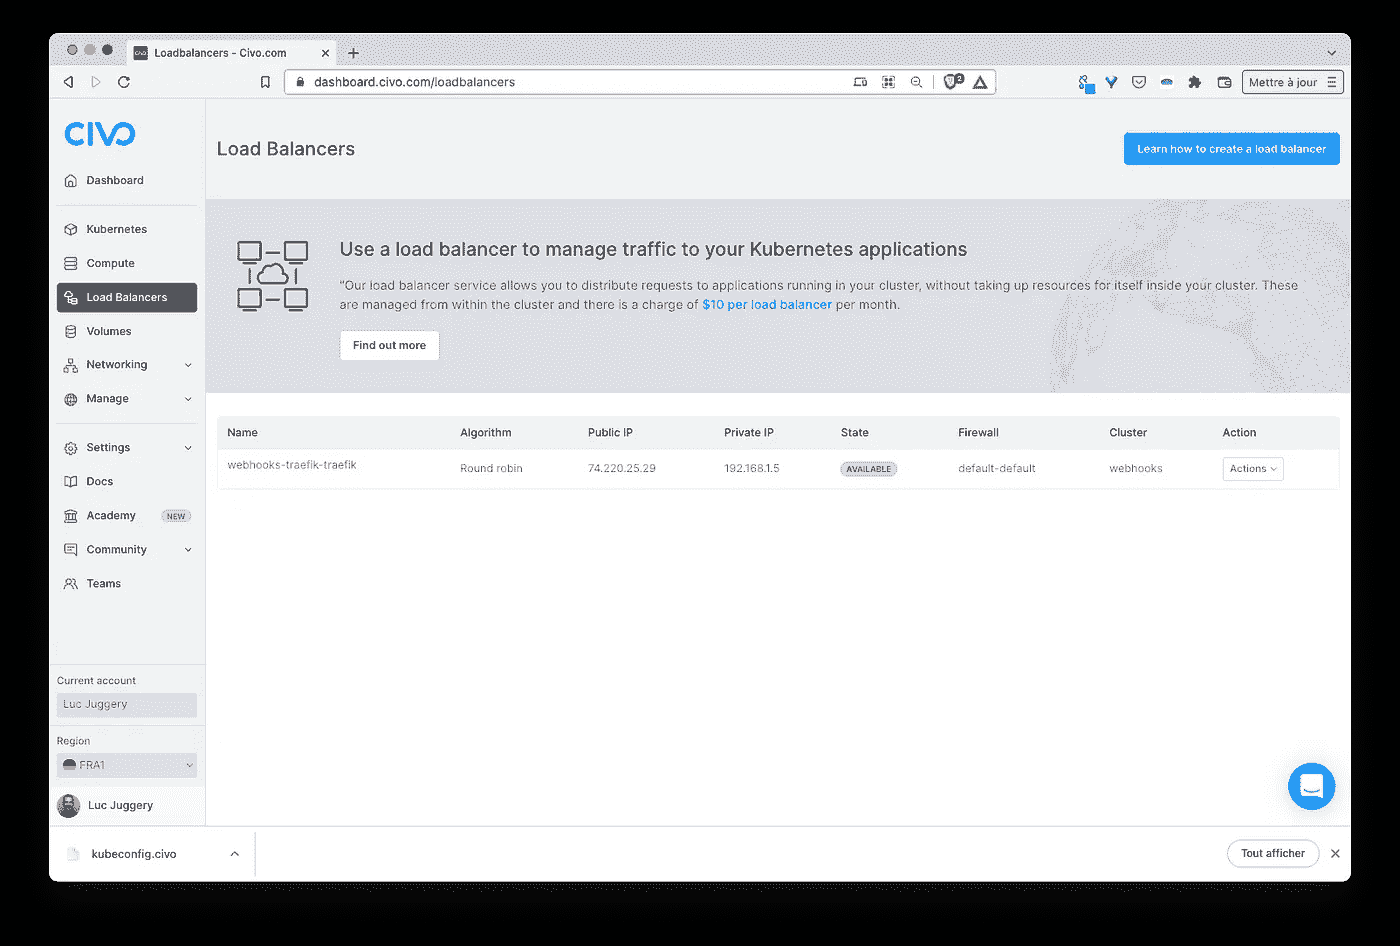 Loadbalancers - Civo.com
dashboard.civo.com/loadbalancers
2
Mettre à jour
CIVO
Dashboard
Kubernetes
Compute
Load Balancers
Volumes
Networking
Manage
Settings
Docs
Academy NEW
Community
Teams
Current account
Luc Juggery
Region
FRA1
Luc Juggery
Load Balancers
Learn how to create a load balancer
Use a load balancer to manage traffic to your Kubernetes applications
"Our load balancer service allows you to distribute requests to applications running in your cluster, without taking up resources for itself inside your cluster. These
are managed from within the cluster and there is a charge of $10 per load balancer per month.
Find out more
Name Algorithm Public IP Private IP State Firewall Cluster Action
webhooks-traefik-traefik Round robin 74.220.25.29 192.168.1.5 AVAILABLE default-default webhooks Actions
kubeconfig.civo
Tout afficher